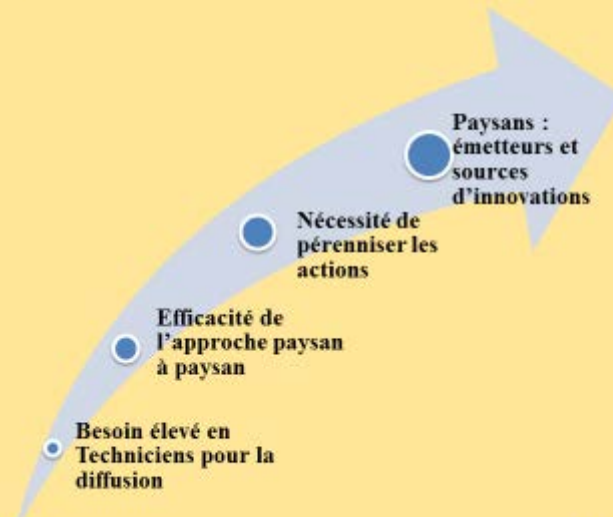 Paysans :
émetteurs et
sources
d'innovations
Nécessité de
pérenniser les
actions
Efficacité de
l'approche paysan
à paysan
Besoin élevé en
Techniciens pour la
diffusion